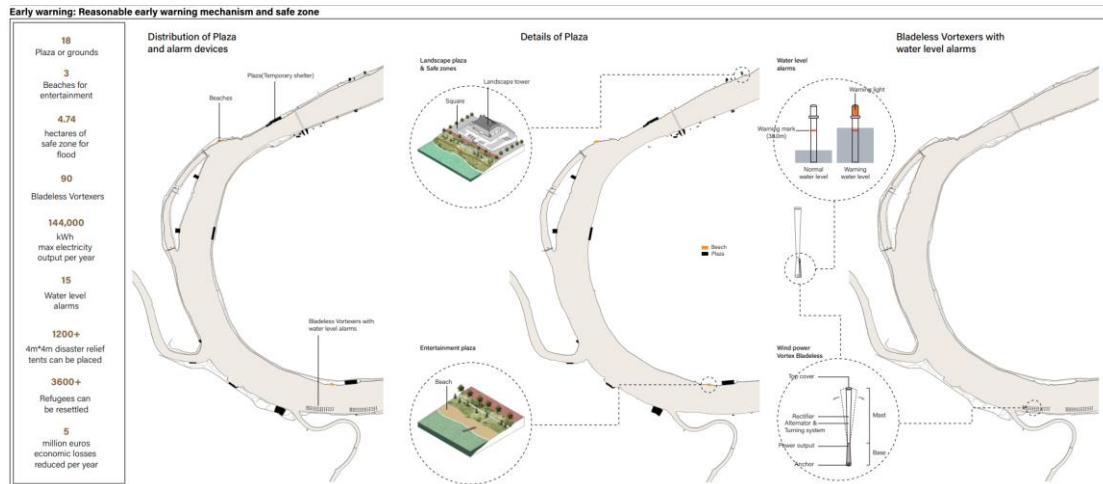 Early warning: Reasonable early warning mechanism and safe zone
18
Plaza or grounds
3
Beaches for
entertainment
4.74
hectares of
safe zone for
flood
90
Bladeless Vortexers
144,000
kWh
max electricity
output per year
15
Water level
alarms
1200+
4m*4m disaster relief
tents can be placed
3600+
Refugees can
be resettled
5
million euros
economic losses
reduced per year
Distribution of Plaza
and alarm devices
Plaza(Temporary shelter)
Beaches
Bladeless Vortexers with
water level alarms
Details of Plaza
Landscape plaza
& Safe zones
Landscape tower
Square
Beach
Plaza
Entertainment plaza
Beach
Bladeless Vortexers with
water level alarms
Water level
alarms
Warning light
Warning mark
Normal
water level
Warning
water level
Wind power
Vortex Bladeless
Top cover
Rectifier
Alternator &
Turning system
Power output
Anchor
Mast
Base